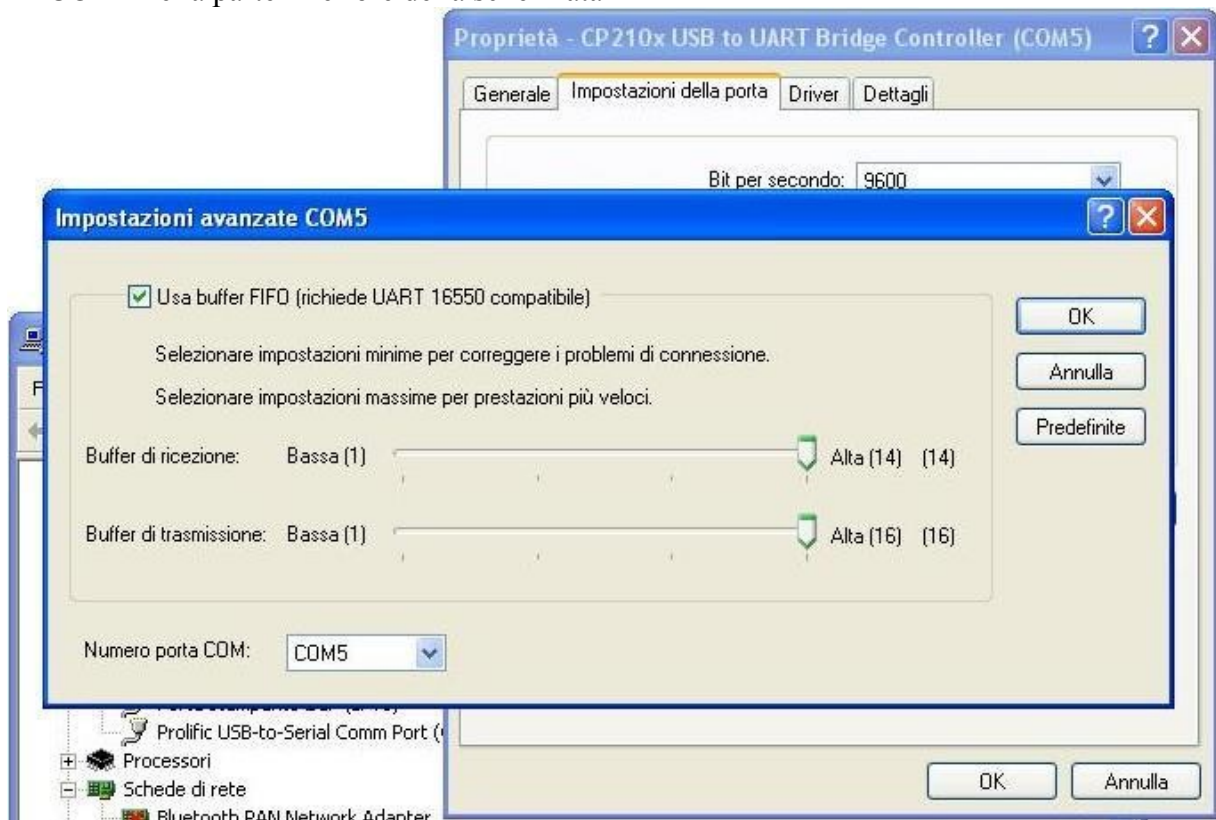 Proprietà - CP210x USB to UART Bridge Controller (COM5)
Generale Impostazioni della porta Driver Dettagli
Bit per secondo: 9600
Impostazioni avanzate COM5
Usa buffer FIFO (richiede UART 16550 compatibile)
OK
Selezionare impostazioni minime per correggere i problemi di connessione.
Annulla
Selezionare impostazioni massime per prestazioni più veloci.
Predefinite
Buffer di ricezione: Bassa (1) Alta (14) (14)
Buffer di trasmissione: Bassa (1) Alta (16) (16)
Numero porta COM: COM5
Prolific USB-to-Serial Comm Port (
Processori
Schede di rete
OK Annulla
Bluetooth PAN Network Adapter